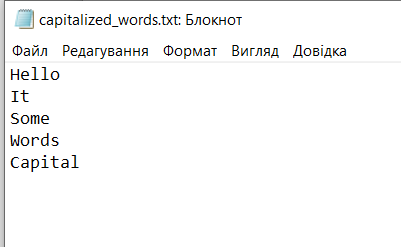 capitalized_words.txt: Блокнот
Файл Редагування Формат Вигляд Довідка
Hello
It
Some
Words
Capital